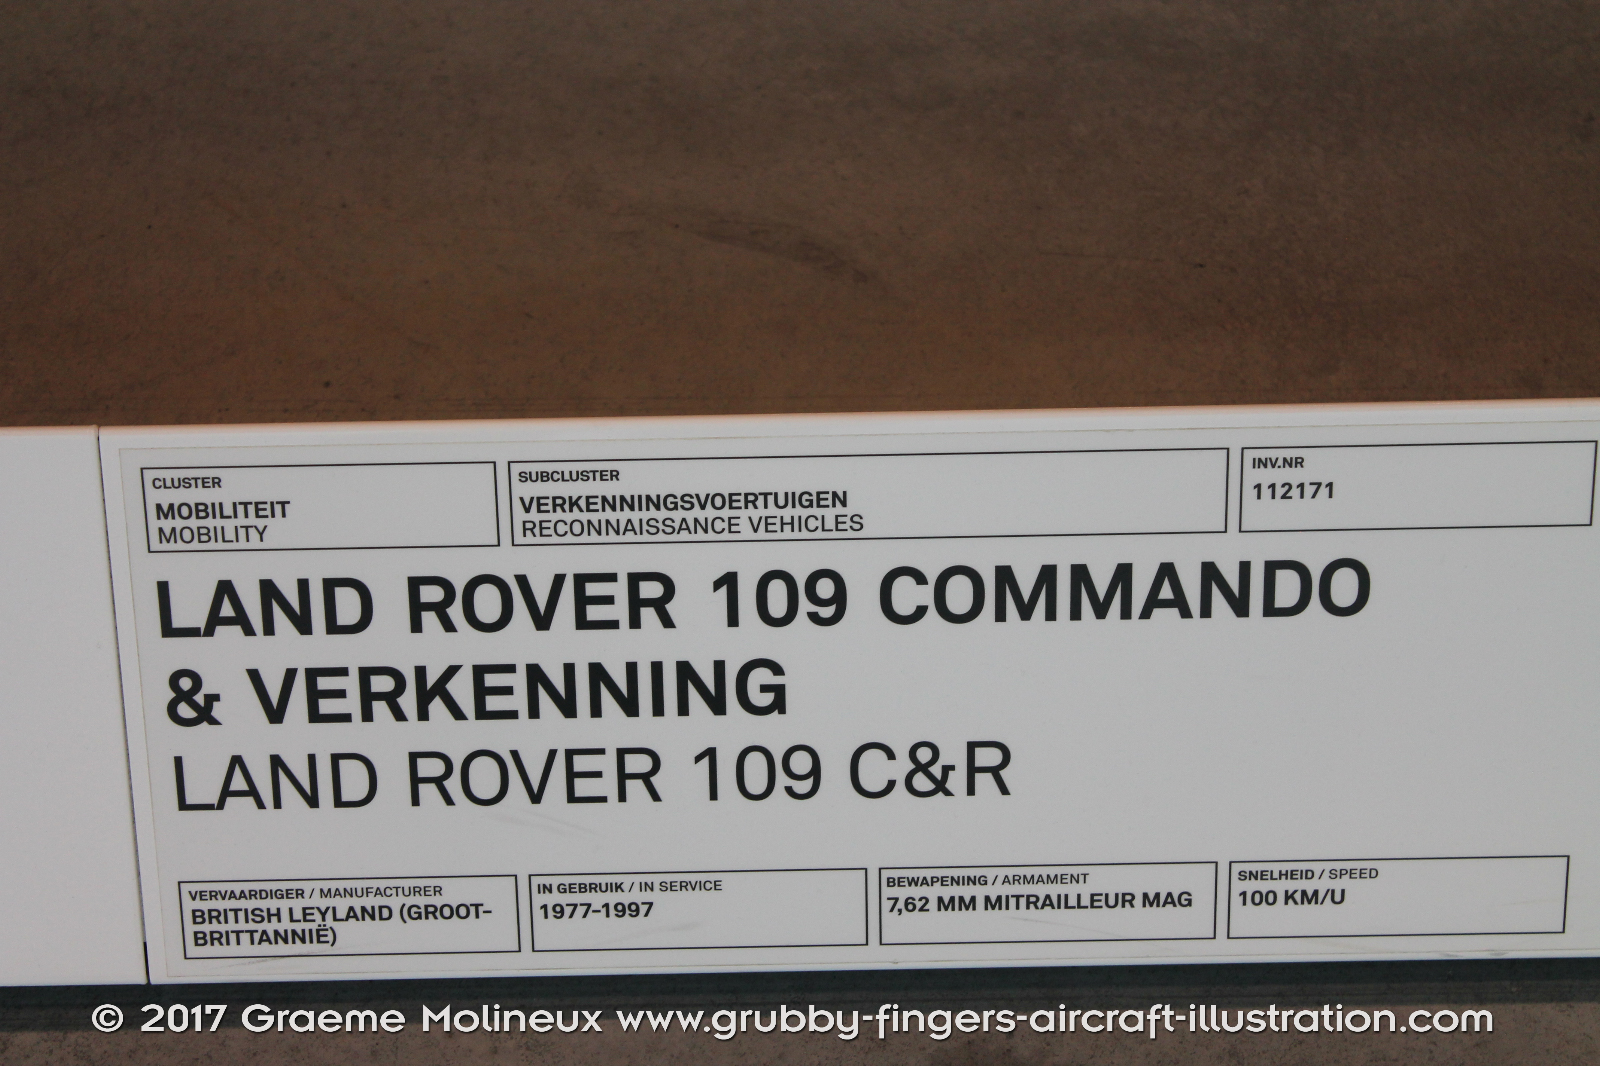 CLUSTER
MOBILITEIT
MOBILITY
SUBCLUSTER
VERKENNINGSVOERTUIGEN
RECONNAISSANCE VEHICLES
INV.NR
112171
LAND ROVER 109 COMMANDO
& VERKENNING
LAND ROVER 109 C&R
VERVAARDIGER / MANUFACTURER
BRITISH LEYLAND (GROOT-
BRITTANNIË)
IN GEBRUIK / IN SERVICE
1977-1997
BEWAPENING / ARMAMENT
7,62 MM MITRAILLEUR MAG
SNELHEID / SPEED
100 KM/U
© 2017 Graeme Molineux www.grubby-fingers-aircraft-illustration.com